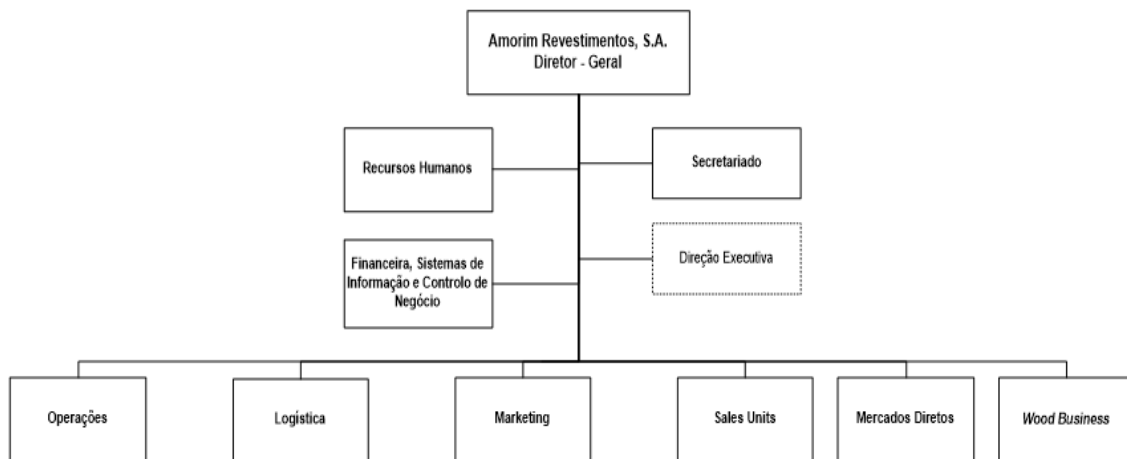 Amorim Revestimentos, S.A.
Diretor - Geral
Recursos Humanos
Secretariado
Financeira, Sistemas de
Informação e Controlo de
Negócio
Direção Executiva
Operações
Logística
Marketing
Sales Units
Mercados Diretos
Wood Business